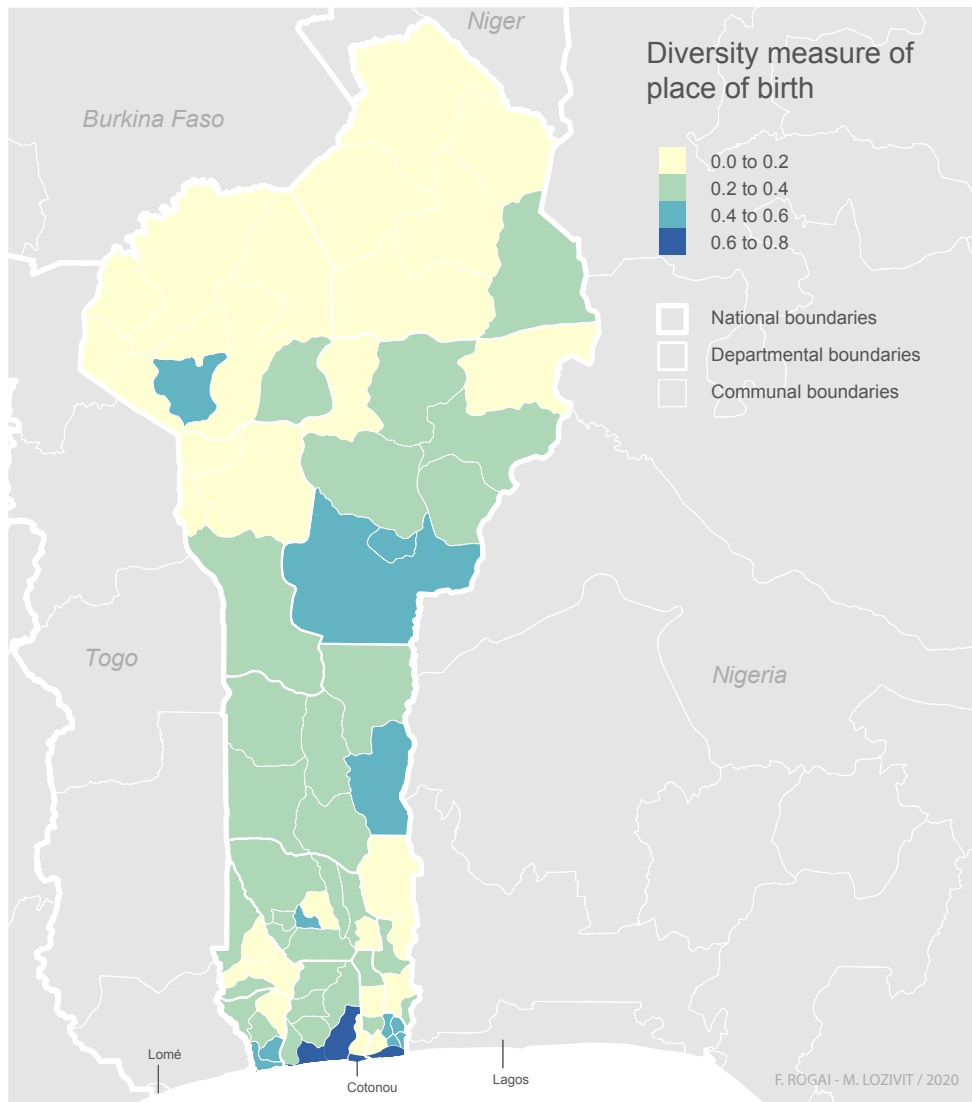 Niger
Burkina Faso
Diversity measure of
place of birth
0.0 to 0.2
0.2 to 0.4
0.4 to 0.6
0.6 to 0.8
National boundaries
Departmental boundaries
Communal boundaries
Togo
Nigeria
Lomé
Cotonou
Lagos
F. ROGAI - M. LOZIVIT / 2020